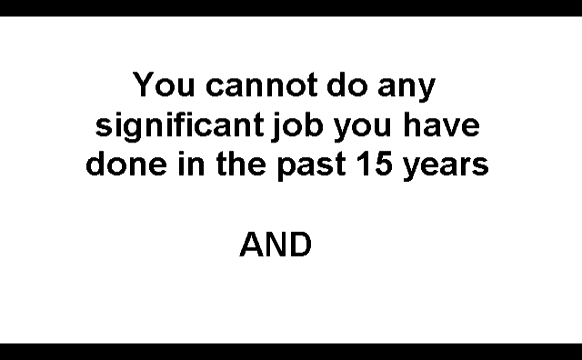 You cannot do any
significant job you have
done in the past 15 years
AND